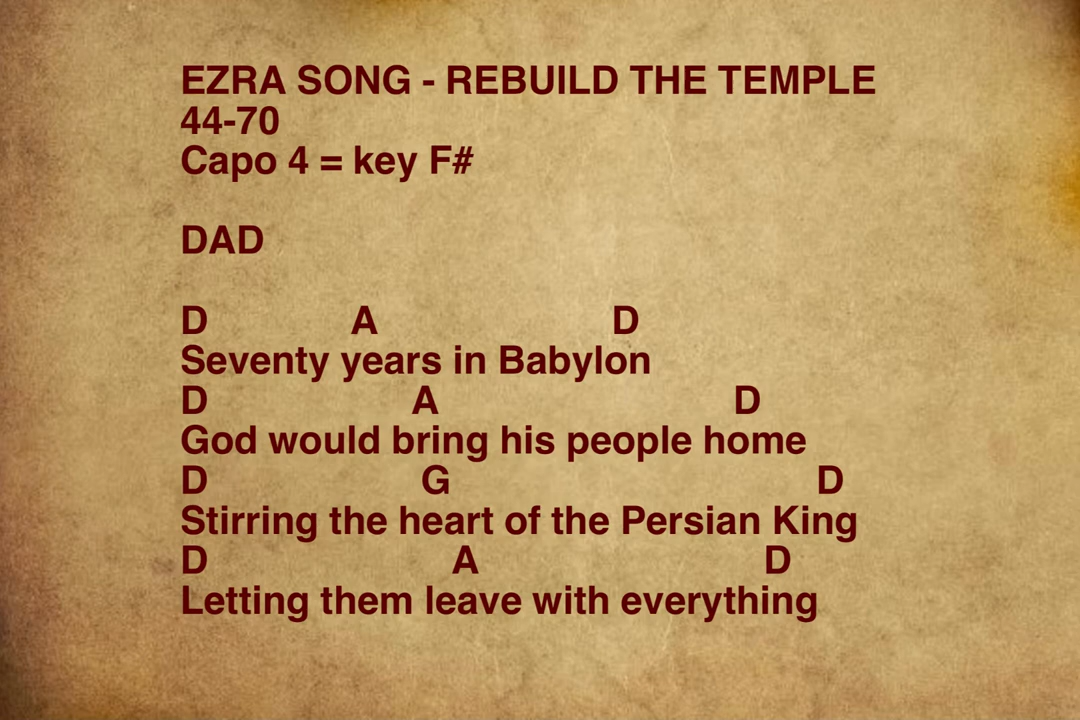 EZRA SONG - REBUILD THE TEMPLE
44-70
Capo 4 = key F#
DAD
D A D
Seventy years in Babylon
D A D
God would bring his people home
D G D
Stirring the heart of the Persian King
D A D
Letting them leave with everything